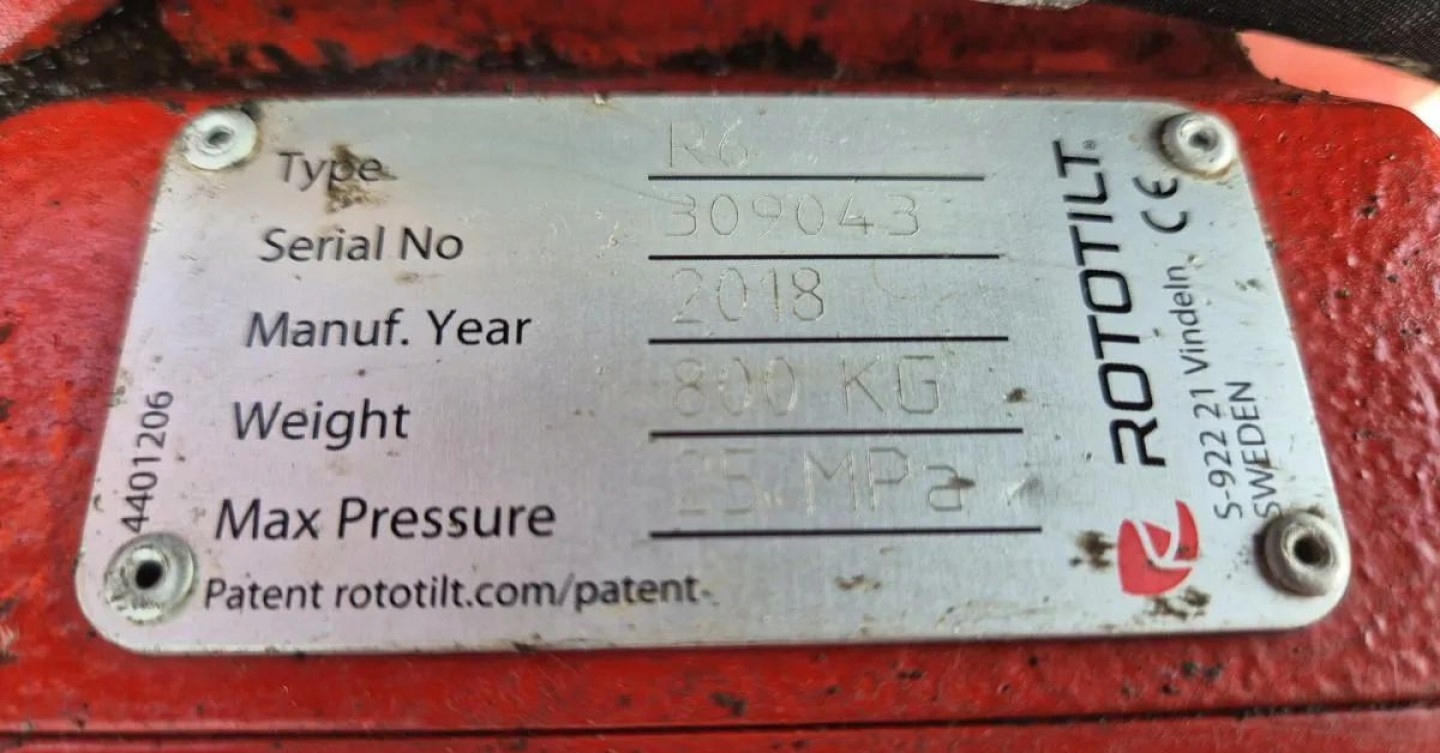 Type R6
Serial No 309043
Manuf. Year 2018
Weight 800 KG
Max Pressure 25 MPa
Patent rototilt.com/patent
4401206
ROTOTILT®
CE
S-922 21 Vindeln
SWEDEN